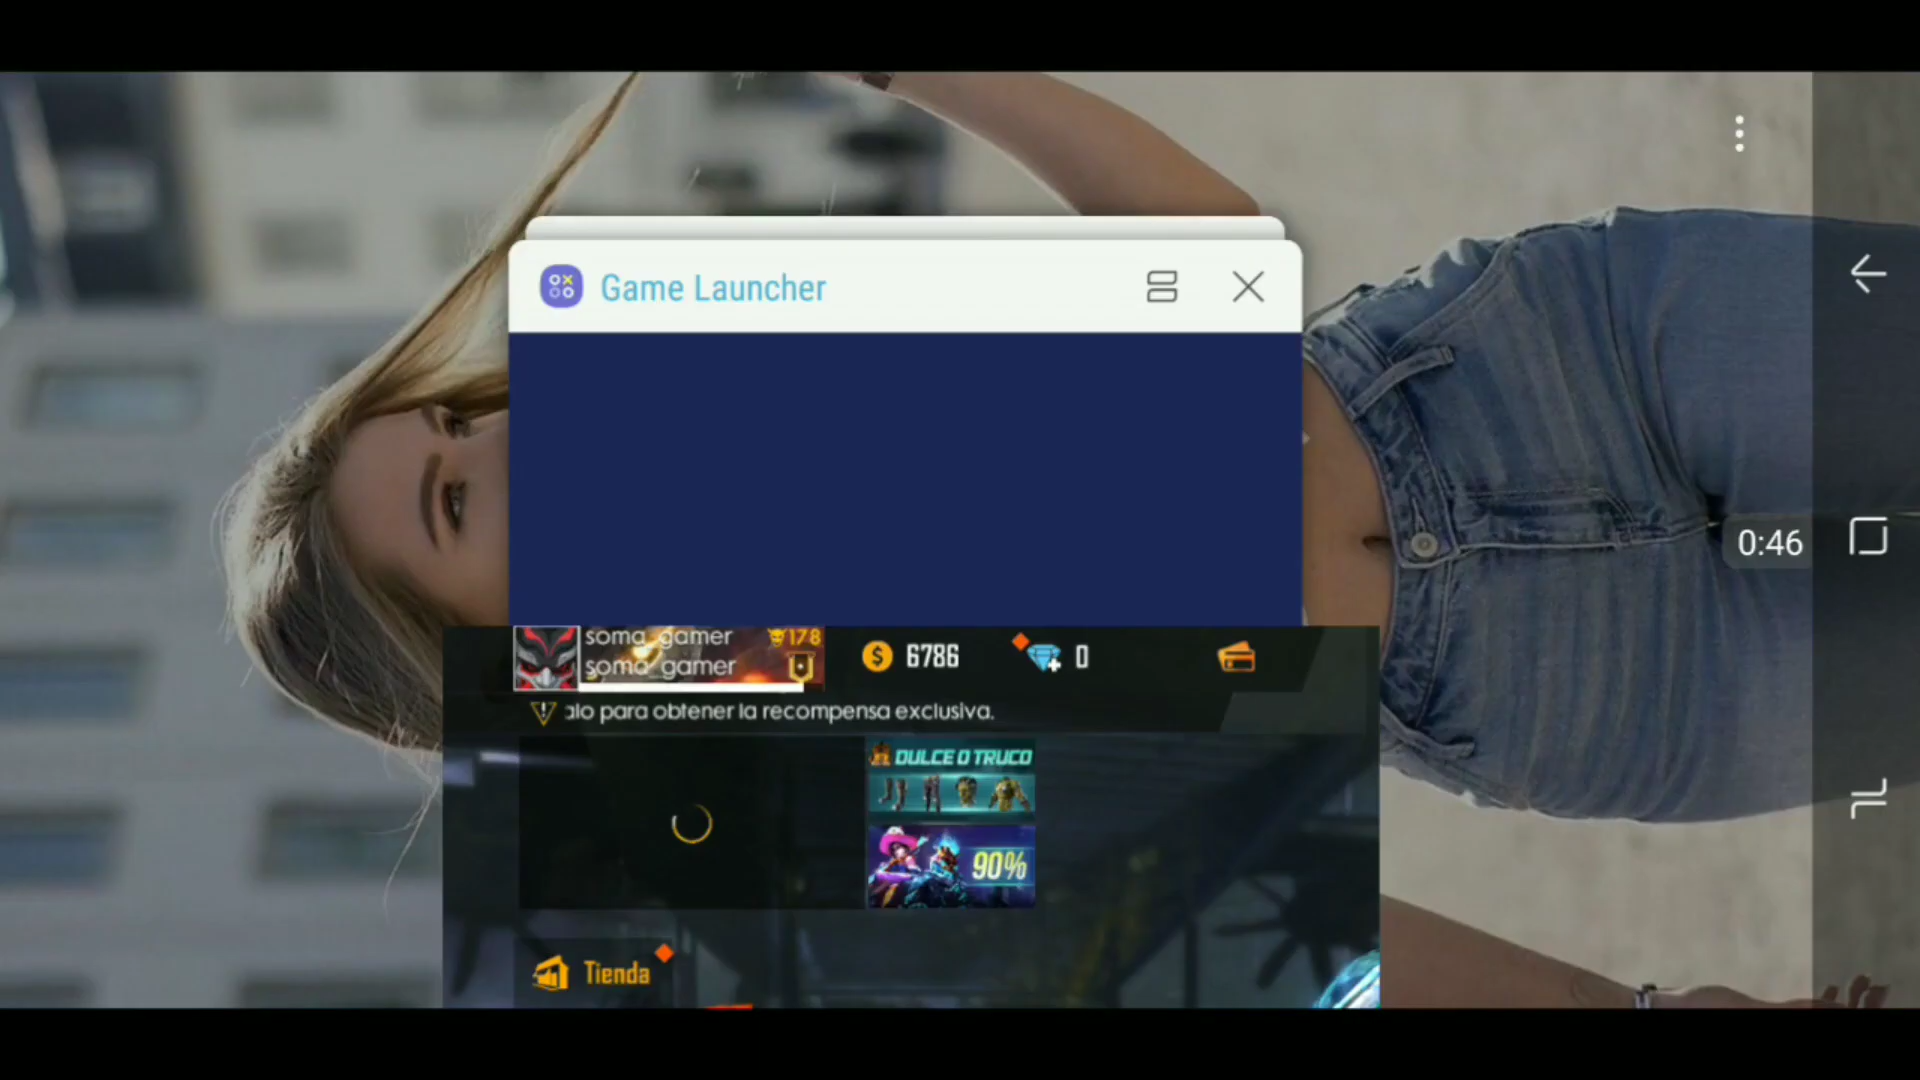 Game Launcher
0:46
soma_gamer
178
soma_gamer
6786
0
alo para obtener la recompensa exclusiva.
DULCE O TRUCO
90%
Tienda